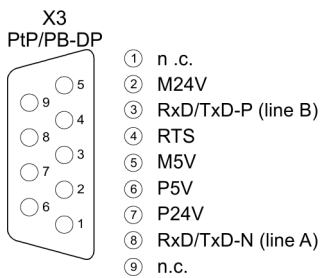 X3
PtP/PB-DP
5
9
4
8
3
7
2
6
1
1 n .c.
2 M24V
3 RxD/TxD-P (line B)
4 RTS
5 M5V
6 P5V
7 P24V
8 RxD/TxD-N (line A)
9 n.c.